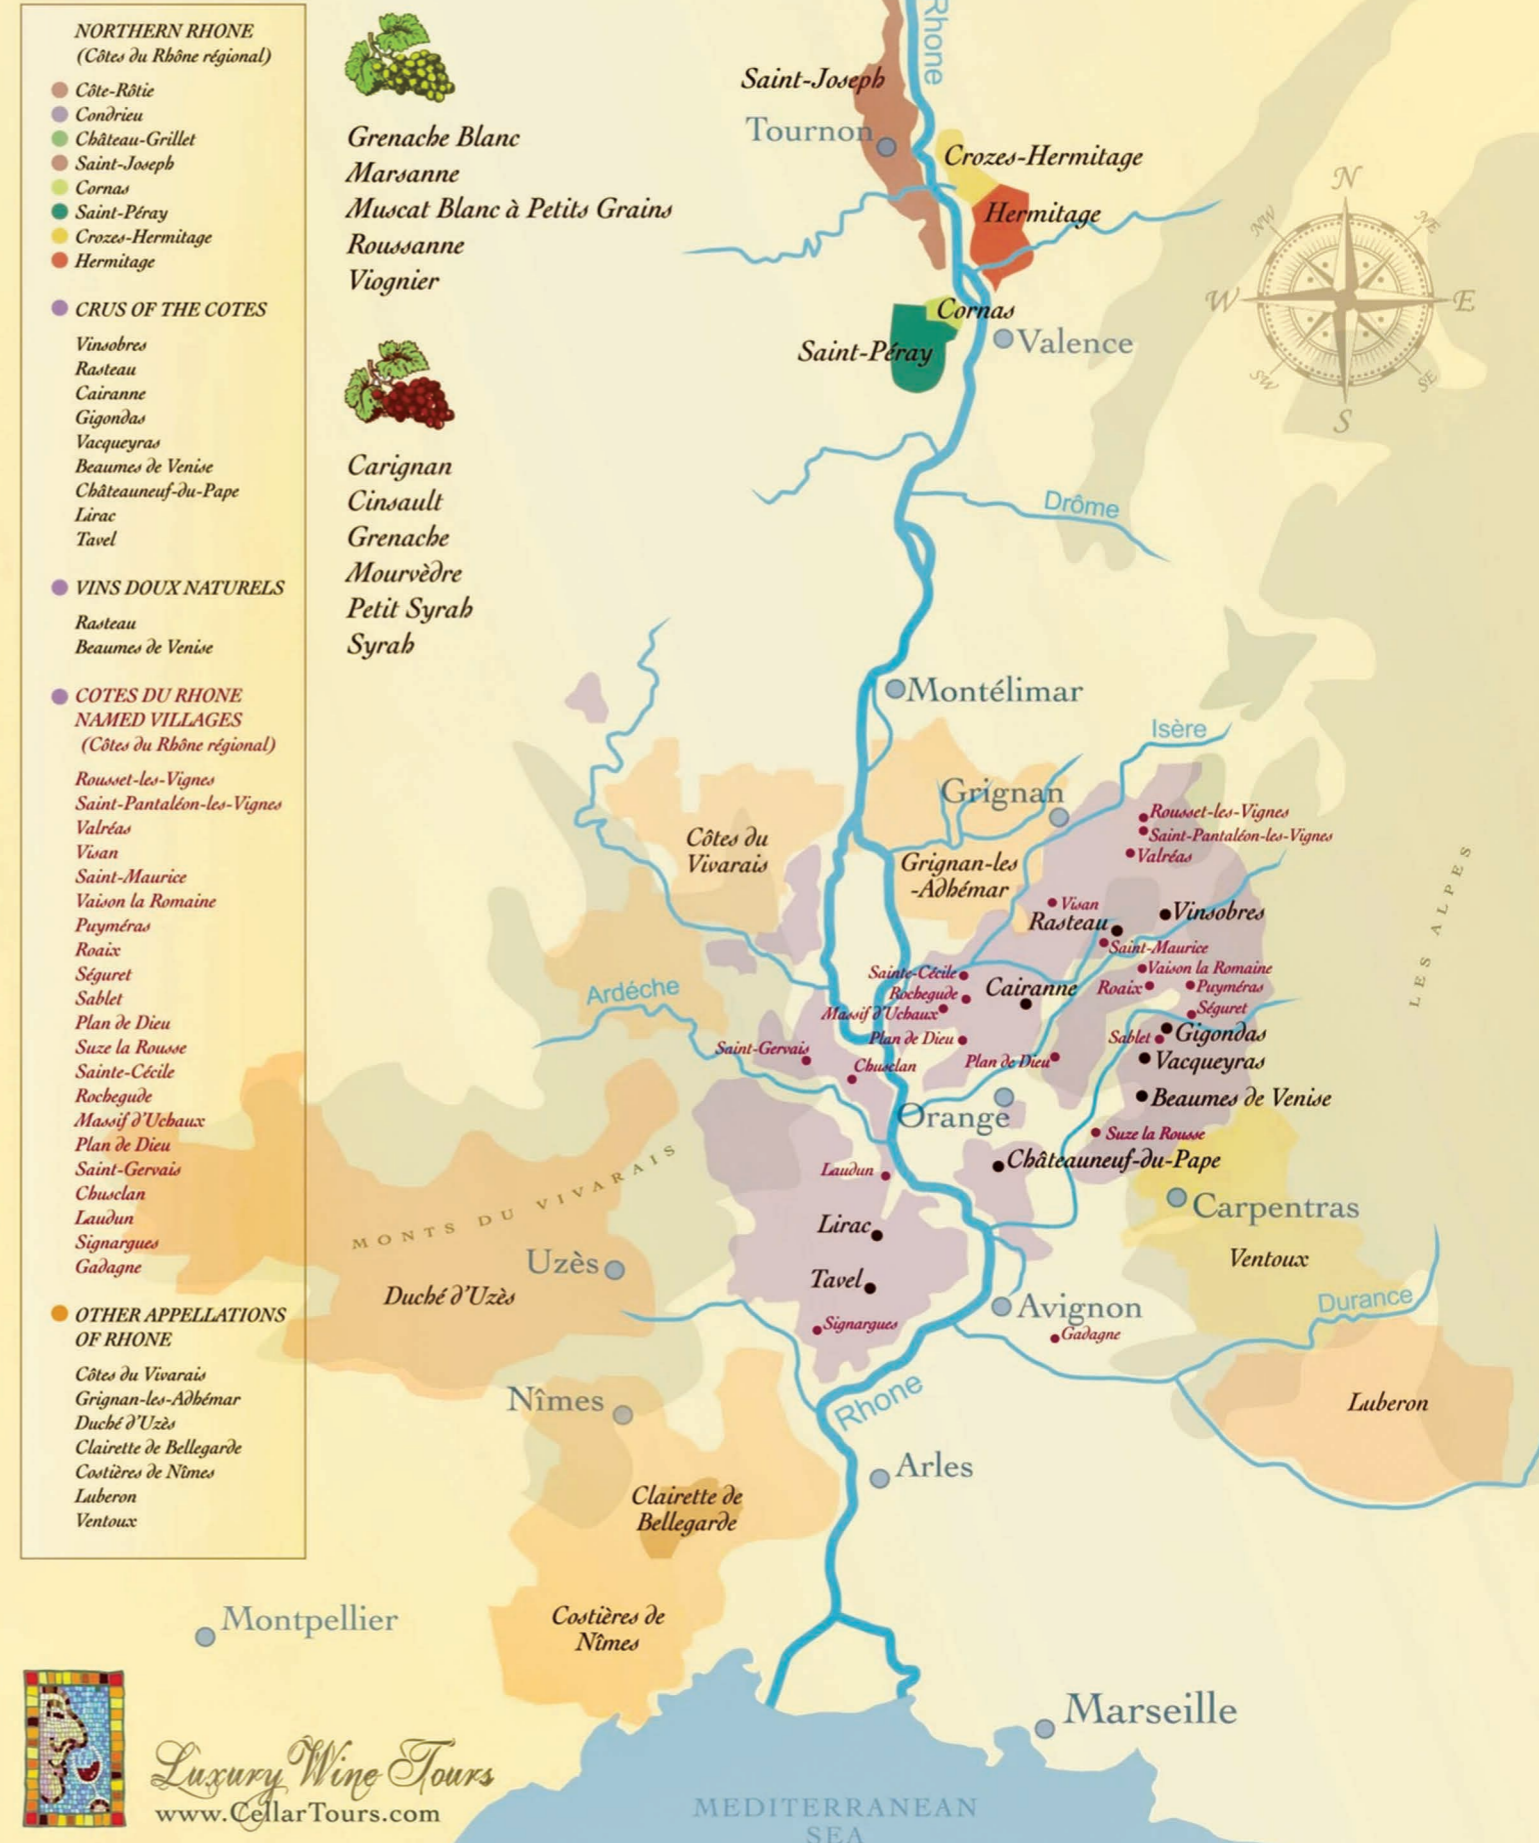 NORTHERN RHONE
(Côtes du Rhône régional)
Côte-Rôtie
Condrieu
Château-Grillet
Saint-Joseph
Cornas
Saint-Péray
Crozes-Hermitage
Hermitage
CRUS OF THE COTES
Vinsobres
Rasteau
Cairanne
Gigondas
Vacqueyras
Beaumes de Venise
Châteauneuf-du-Pape
Lirac
Tavel
VINS DOUX NATURELS
Rasteau
Beaumes de Venise
COTES DU RHONE
NAMED VILLAGES
(Côtes du Rhône régional)
Rousset-les-Vignes
Saint-Pantaléon-les-Vignes
Valréas
Visan
Saint-Maurice
Vaison la Romaine
Puyméras
Roaix
Séguret
Sablet
Plan de Dieu
Suze la Rousse
Sainte-Cécile
Rochegude
Massif d'Uchaux
Plan de Dieu
Saint-Gervais
Chusclan
Laudun
Signargues
Gadagne
OTHER APPELLATIONS
OF RHONE
Côtes du Vivarais
Grignan-les-Adhémar
Duché d'Uzès
Clairette de Bellegarde
Costières de Nîmes
Luberon
Ventoux
Grenache Blanc
Marsanne
Muscat Blanc à Petits Grains
Roussanne
Viognier
Carignan
Cinsault
Grenache
Mourvèdre
Petit Syrah
Syrah
Rhone
Saint-Joseph
Tournon
Crozes-Hermitage
Hermitage
Cornas
Valence
Saint-Péray
N
NE
E
SE
S
SW
W
NW
Drôme
Montélimar
Isère
Grignan
Côtes du
Vivarais
Grignan-les
-Adhémar
Rousset-les-Vignes
Saint-Pantaléon-les-Vignes
Valréas
Visan
Rasteau
Vinsobres
Saint-Maurice
Vaison la Romaine
Sainte-Cécile
Rochegude
Cairanne
Roaix
Puyméras
Massif d'Uchaux
Séguret
Plan de Dieu
Sablet
Gigondas
Saint-Gervais
Chusclan
Plan de Dieu
Vacqueyras
Ardéche
LES ALPES
Orange
Beaumes de Venise
Suze la Rousse
Châteauneuf-du-Pape
Laudun
MONTS DU VIVARAIS
Carpentras
Lirac
Ventoux
Uzès
Tavel
Duché d'Uzès
Avignon
Durance
Signargues
Gadagne
Nîmes
Rhone
Luberon
Arles
Clairette de
Bellegarde
Costières de
Nîmes
Montpellier
Marseille
Luxury Wine Tours
www.CellarTours.com
MEDITERRANEAN
SEA